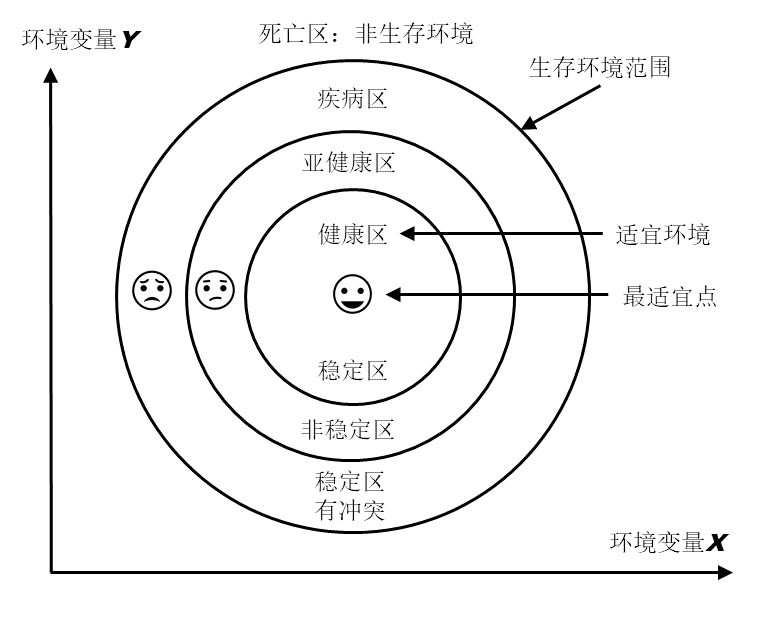 环境变量Y
死亡区：非生存环境
生存环境范围
疾病区
亚健康区
健康区
适宜环境
最适宜点
稳定区
非稳定区
稳定区
有冲突
环境变量X